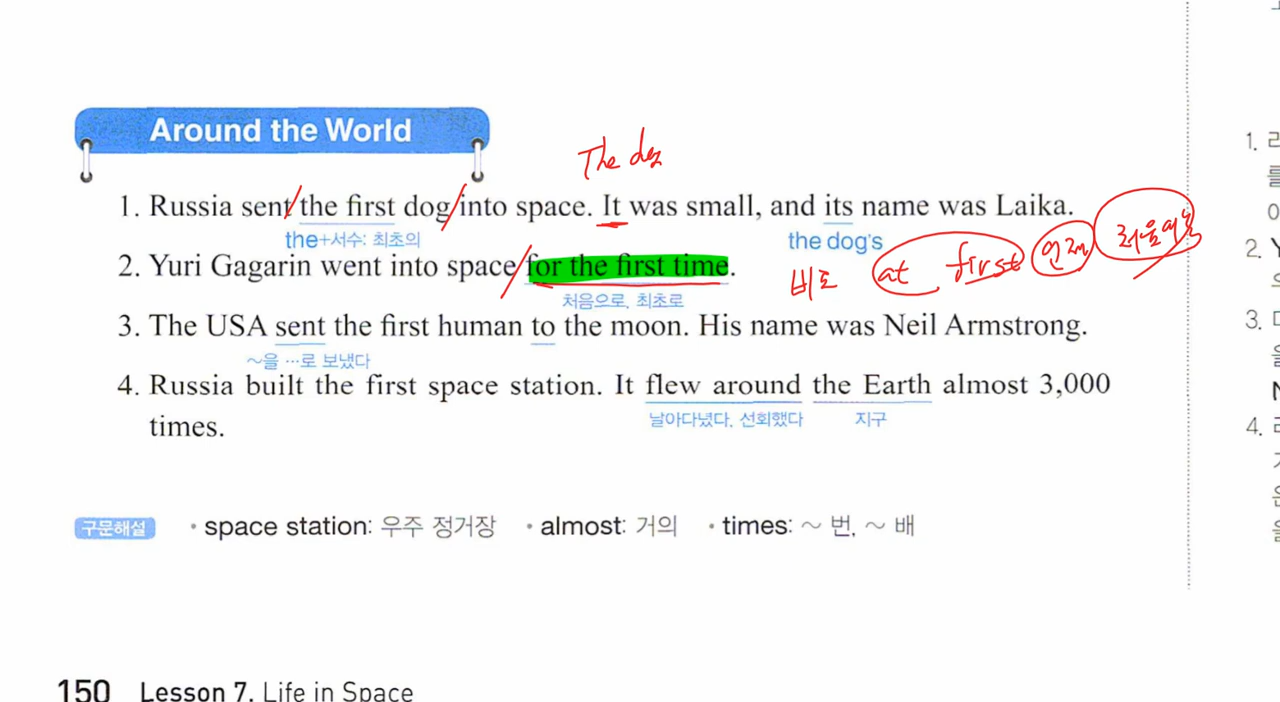 Around the World
The dog
1. Russia sent the first dog into space. It was small, and its name was Laika.
the+서수: 최초의
the dog's
2. Yuri Gagarin went into space for the first time.
처음으로, 최초로
비교 at first
3. The USA sent the first human to the moon. His name was Neil Armstrong.
~을 …로 보냈다
4. Russia built the first space station. It flew around the Earth almost 3,000
날아다녔다, 선회했다
지구
times.
구문해설 • space station: 우주 정거장 • almost: 거의 • times: ~ 번, ~ 배
150 Lesson 7. Life in Space
1.
2. Y
3.
4.